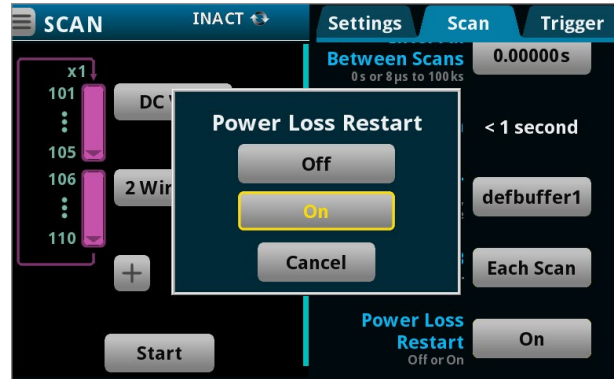 SCAN
INACT
Settings
Scan
Trigger
x1
101
105
106
110
DC
2 Wir
Start
Between Scans
0s or 8µs to 100ks
0.00000s
< 1 second
defbuffer1
Each Scan
Power Loss
Restart
Off or On
On
Power Loss Restart
Off
On
Cancel